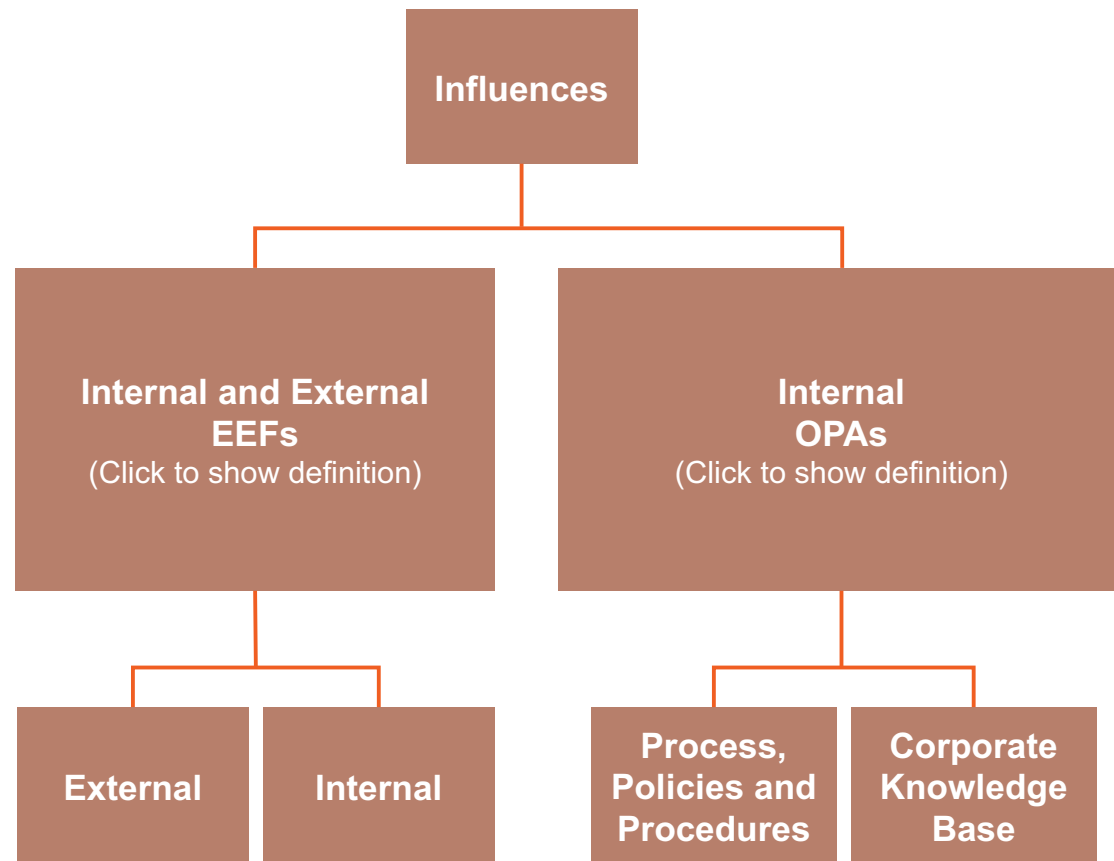 Influences
Internal and External
EEFs
(Click to show definition)
Internal
OPAs
(Click to show definition)
External
Internal
Process,
Policies and
Procedures
Corporate
Knowledge
Base